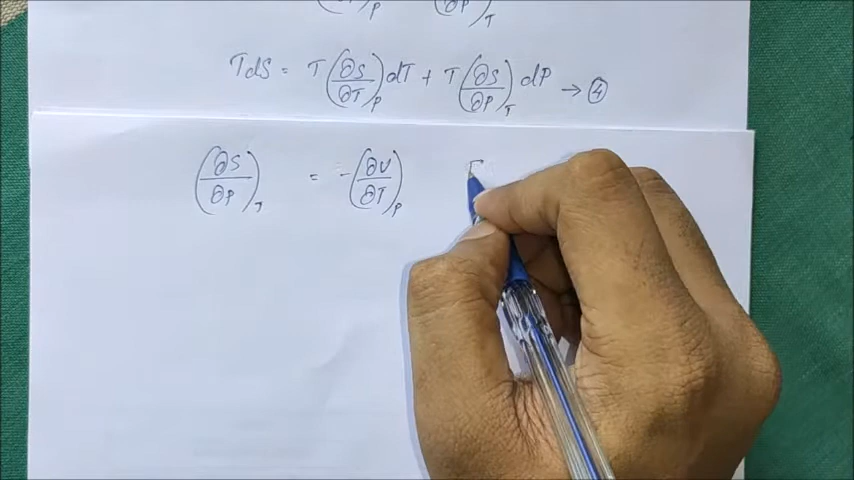 TdS = T(∂S/∂T)_P dT + T(∂S/∂P)_T dP → ④
(∂S/∂P)_T = -(∂V/∂T)_P